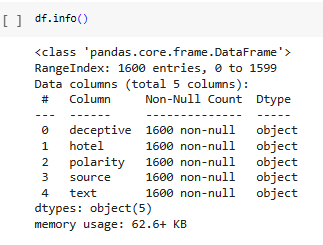 [ ] df.info()
<class 'pandas.core.frame.DataFrame'>
RangeIndex: 1600 entries, 0 to 1599
Data columns (total 5 columns):
 #   Column     Non-Null Count  Dtype
---  ------     --------------  -----
 0   deceptive  1600 non-null   object
 1   hotel      1600 non-null   object
 2   polarity   1600 non-null   object
 3   source     1600 non-null   object
 4   text       1600 non-null   object
dtypes: object(5)
memory usage: 62.6+ KB